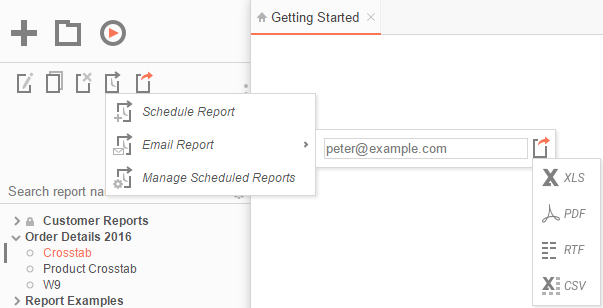 Getting Started
Schedule Report
Email Report
Manage Scheduled Reports
peter@example.com
XLS
PDF
RTF
CSV
Search report
Customer Reports
Order Details 2016
Crosstab
Product Crosstab
W9
Report Examples